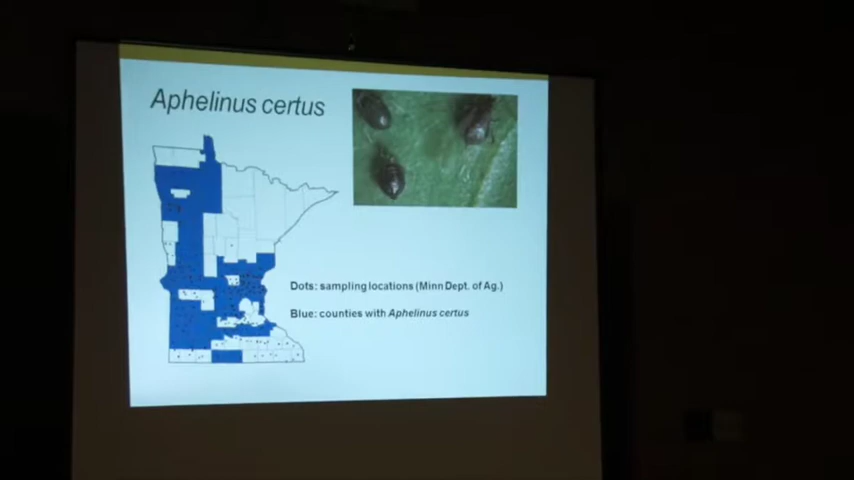 Aphelinus certus
Dots: sampling locations (Minn Dept. of Ag.)
Blue: counties with Aphelinus certus